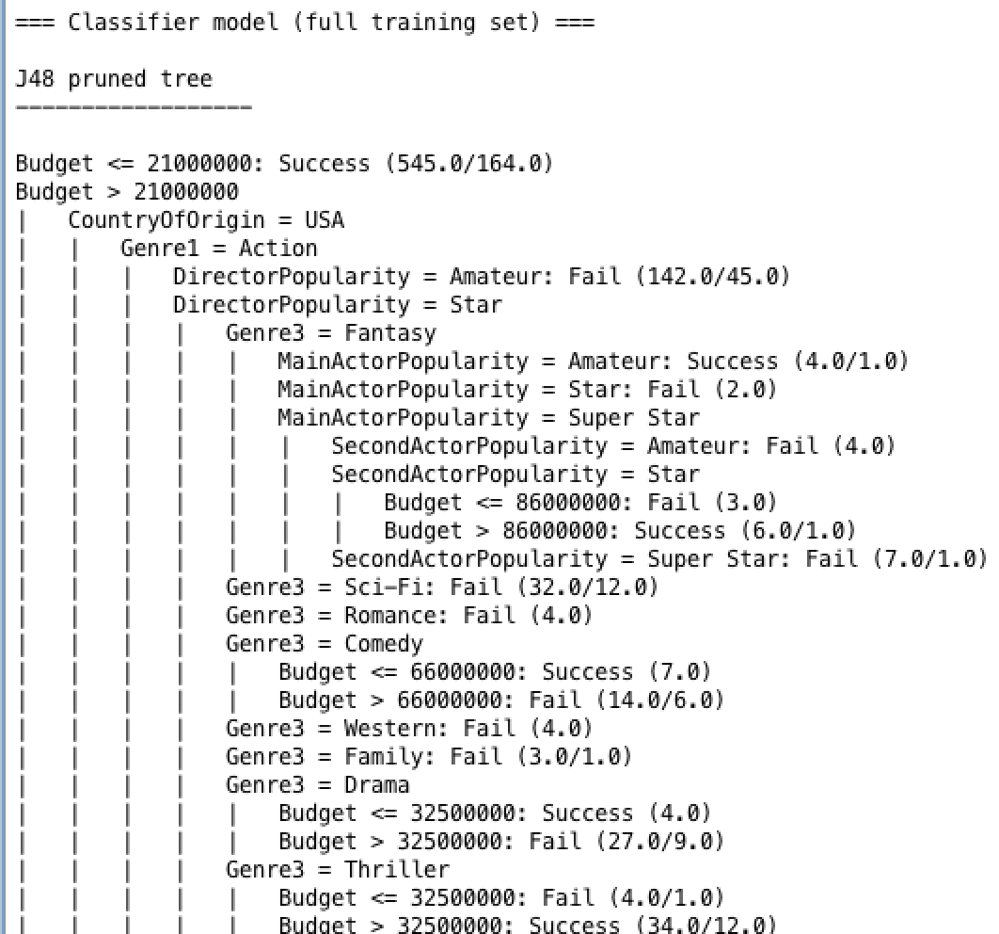 === Classifier model (full training set) ===
J48 pruned tree
------------------
Budget <= 21000000: Success (545.0/164.0)
Budget > 21000000
|   CountryOfOrigin = USA
|   |   Genre1 = Action
|   |   |   DirectorPopularity = Amateur: Fail (142.0/45.0)
|   |   |   DirectorPopularity = Star
|   |   |   |   Genre3 = Fantasy
|   |   |   |   |   MainActorPopularity = Amateur: Success (4.0/1.0)
|   |   |   |   |   MainActorPopularity = Star: Fail (2.0)
|   |   |   |   |   MainActorPopularity = Super Star
|   |   |   |   |   |   SecondActorPopularity = Amateur: Fail (4.0)
|   |   |   |   |   |   SecondActorPopularity = Star
|   |   |   |   |   |   |   Budget <= 86000000: Fail (3.0)
|   |   |   |   |   |   |   Budget > 86000000: Success (6.0/1.0)
|   |   |   |   |   |   SecondActorPopularity = Super Star: Fail (7.0/1.0)
|   |   |   |   Genre3 = Sci-Fi: Fail (32.0/12.0)
|   |   |   |   Genre3 = Romance: Fail (4.0)
|   |   |   |   Genre3 = Comedy
|   |   |   |   |   Budget <= 66000000: Success (7.0)
|   |   |   |   |   Budget > 66000000: Fail (14.0/6.0)
|   |   |   |   Genre3 = Western: Fail (4.0)
|   |   |   |   Genre3 = Family: Fail (3.0/1.0)
|   |   |   |   Genre3 = Drama
|   |   |   |   |   Budget <= 32500000: Success (4.0)
|   |   |   |   |   Budget > 32500000: Fail (27.0/9.0)
|   |   |   |   Genre3 = Thriller
|   |   |   |   |   Budget <= 32500000: Fail (4.0/1.0)
|   |   |   |   |   Budget > 32500000: Success (34.0/12.0)